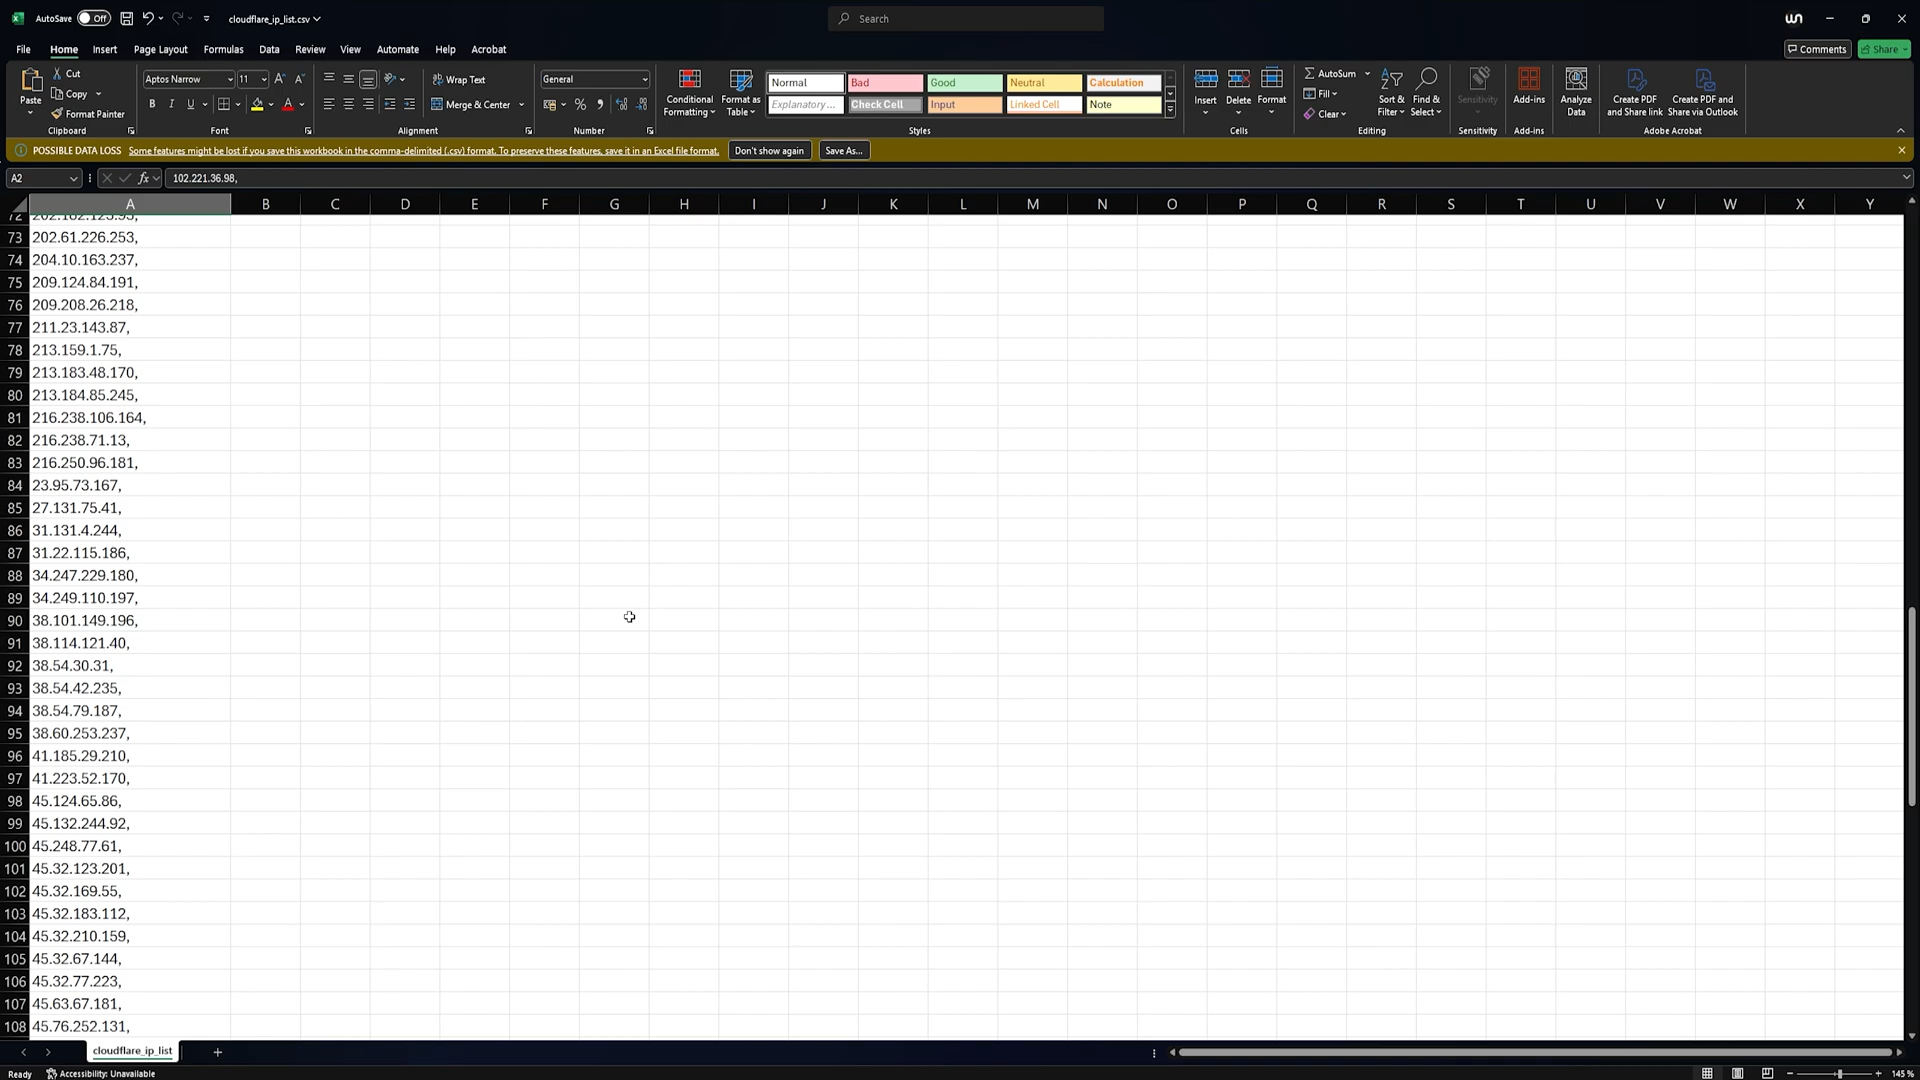 AutoSave Off cloudflare_ip_list.csv Search
File Home Insert Page Layout Formulas Data Review View Automate Help Acrobat Comments Share
Paste Cut Copy Format Painter Clipboard
Aptos Narrow 11 Font
Wrap Text Merge & Center Alignment
General Number
Conditional Formatting Format as Table
Normal Bad Good Neutral Calculation
Explanatory... Check Cell Input Linked Cell Note
Styles
Insert Delete Format Cells
AutoSum Fill Clear Sort & Filter Find & Select Editing
Sensitivity Sensitivity
Add-ins Add-ins
Analyze Data
Create PDF and Share link Create PDF and Share via Outlook Adobe Acrobat
POSSIBLE DATA LOSS Some features might be lost if you save this workbook in the comma-delimited (.csv) format. To preserve these features, save it in an Excel file format. Don't show again Save As...
A2 fx 102.221.36.98,
A B C D E F G H I J K L M N O P Q R S T U V W X Y
72 202.182.123.93,
73 202.61.226.253,
74 204.10.163.237,
75 209.124.84.191,
76 209.208.26.218,
77 211.23.143.87,
78 213.159.1.75,
79 213.183.48.170,
80 213.184.85.245,
81 216.238.106.164,
82 216.238.71.13,
83 216.250.96.181,
84 23.95.73.167,
85 27.131.75.41,
86 31.131.4.244,
87 31.22.115.186,
88 34.247.229.180,
89 34.249.110.197,
90 38.101.149.196,
91 38.114.121.40,
92 38.54.30.31,
93 38.54.42.235,
94 38.54.79.187,
95 38.60.253.237,
96 41.185.29.210,
97 41.223.52.170,
98 45.124.65.86,
99 45.132.244.92,
100 45.248.77.61,
101 45.32.123.201,
102 45.32.169.55,
103 45.32.183.112,
104 45.32.210.159,
105 45.32.67.144,
106 45.32.77.223,
107 45.63.67.181,
108 45.76.252.131,
cloudflare_ip_list
Ready Accessibility: Unavailable 145 %